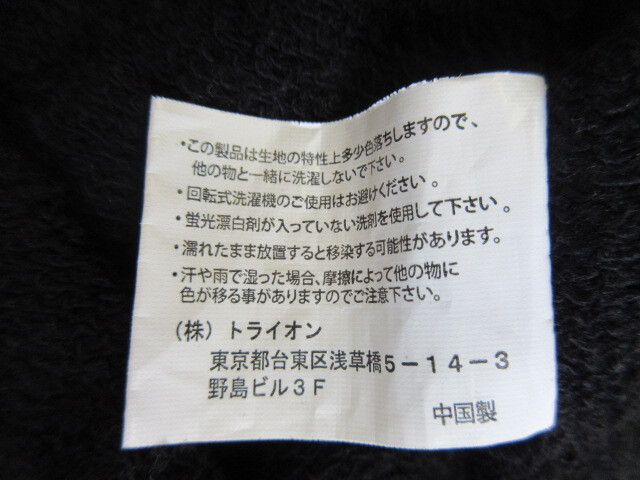 ・この製品は生地の特性上多少色落ちしますので、
他の物と一緒に洗濯しないで下さい。
・回転式洗濯機のご使用はお避けください。
・蛍光漂白剤が入っていない洗剤を使用して下さい。
・濡れたまま放置すると移染する可能性があります。
・汗や雨で湿った場合、摩擦によって他の物に
色が移る事がありますのでご注意下さい。
（株）トライオン
東京都台東区浅草橋５－１４－３
野島ビル３Ｆ
中国製